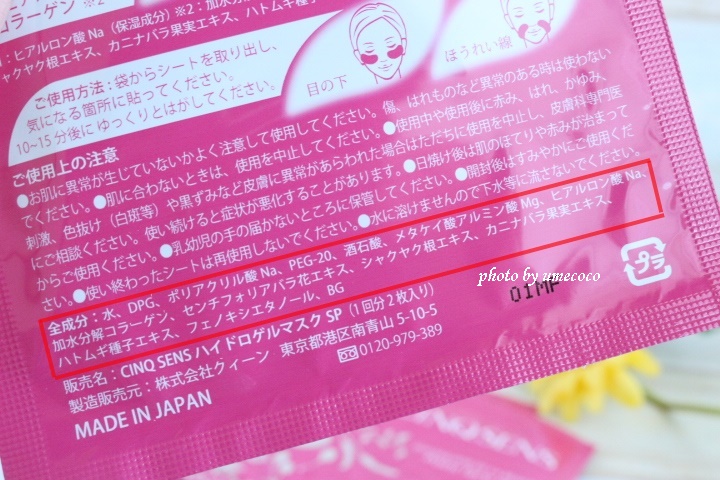 コラーゲン ※2
：ヒアルロン酸Na（保湿成分）※2：加水分
シャクヤク根エキス、カニナバラ果実エキス、ハトムギ種
ご使用方法：袋からシートを取り出し、
気になる箇所に貼ってください。
10～15分後にゆっくりとはがしてください。
目の下
ほうれい線
ご使用上の注意
●お肌に異常が生じていないかよく注意して使用してください。傷、はれものなど異常のある時は使わない
でください。●肌に合わないときは、使用を中止してください。●使用中や使用後に赤み、はれ、かゆみ、
刺激、色抜け（白斑等）や黒ずみなど皮膚に異常があらわれた場合はただちに使用を中止し、皮膚科専門医
にご相談ください。使い続けると症状が悪化することがあります。●日焼け後は肌のほてりや赤みが治まって
からご使用ください。●乳幼児の手の届かないところに保管してください。●開封後はすみやかにご使用くだ
さい。●使い終わったシートは再使用しないでください。●水に溶けませんので下水等に流さないでください。
全成分：水、DPG、ポリアクリル酸Na、PEG-20、酒石酸、メタケイ酸アルミン酸Mg、ヒアルロン酸Na、
加水分解コラーゲン、センチフォリアバラ花エキス、シャクヤク根エキス、カニナバラ果実エキス、
ハトムギ種子エキス、フェノキシエタノール、BG
販売名：CINQ SENS ハイドロゲルマスク SP（1回分2枚入り）
製造販売元：株式会社グィーン 東京都港区南青山5-10-5
0120-979-389
MADE IN JAPAN
プラ
photo by umecoco